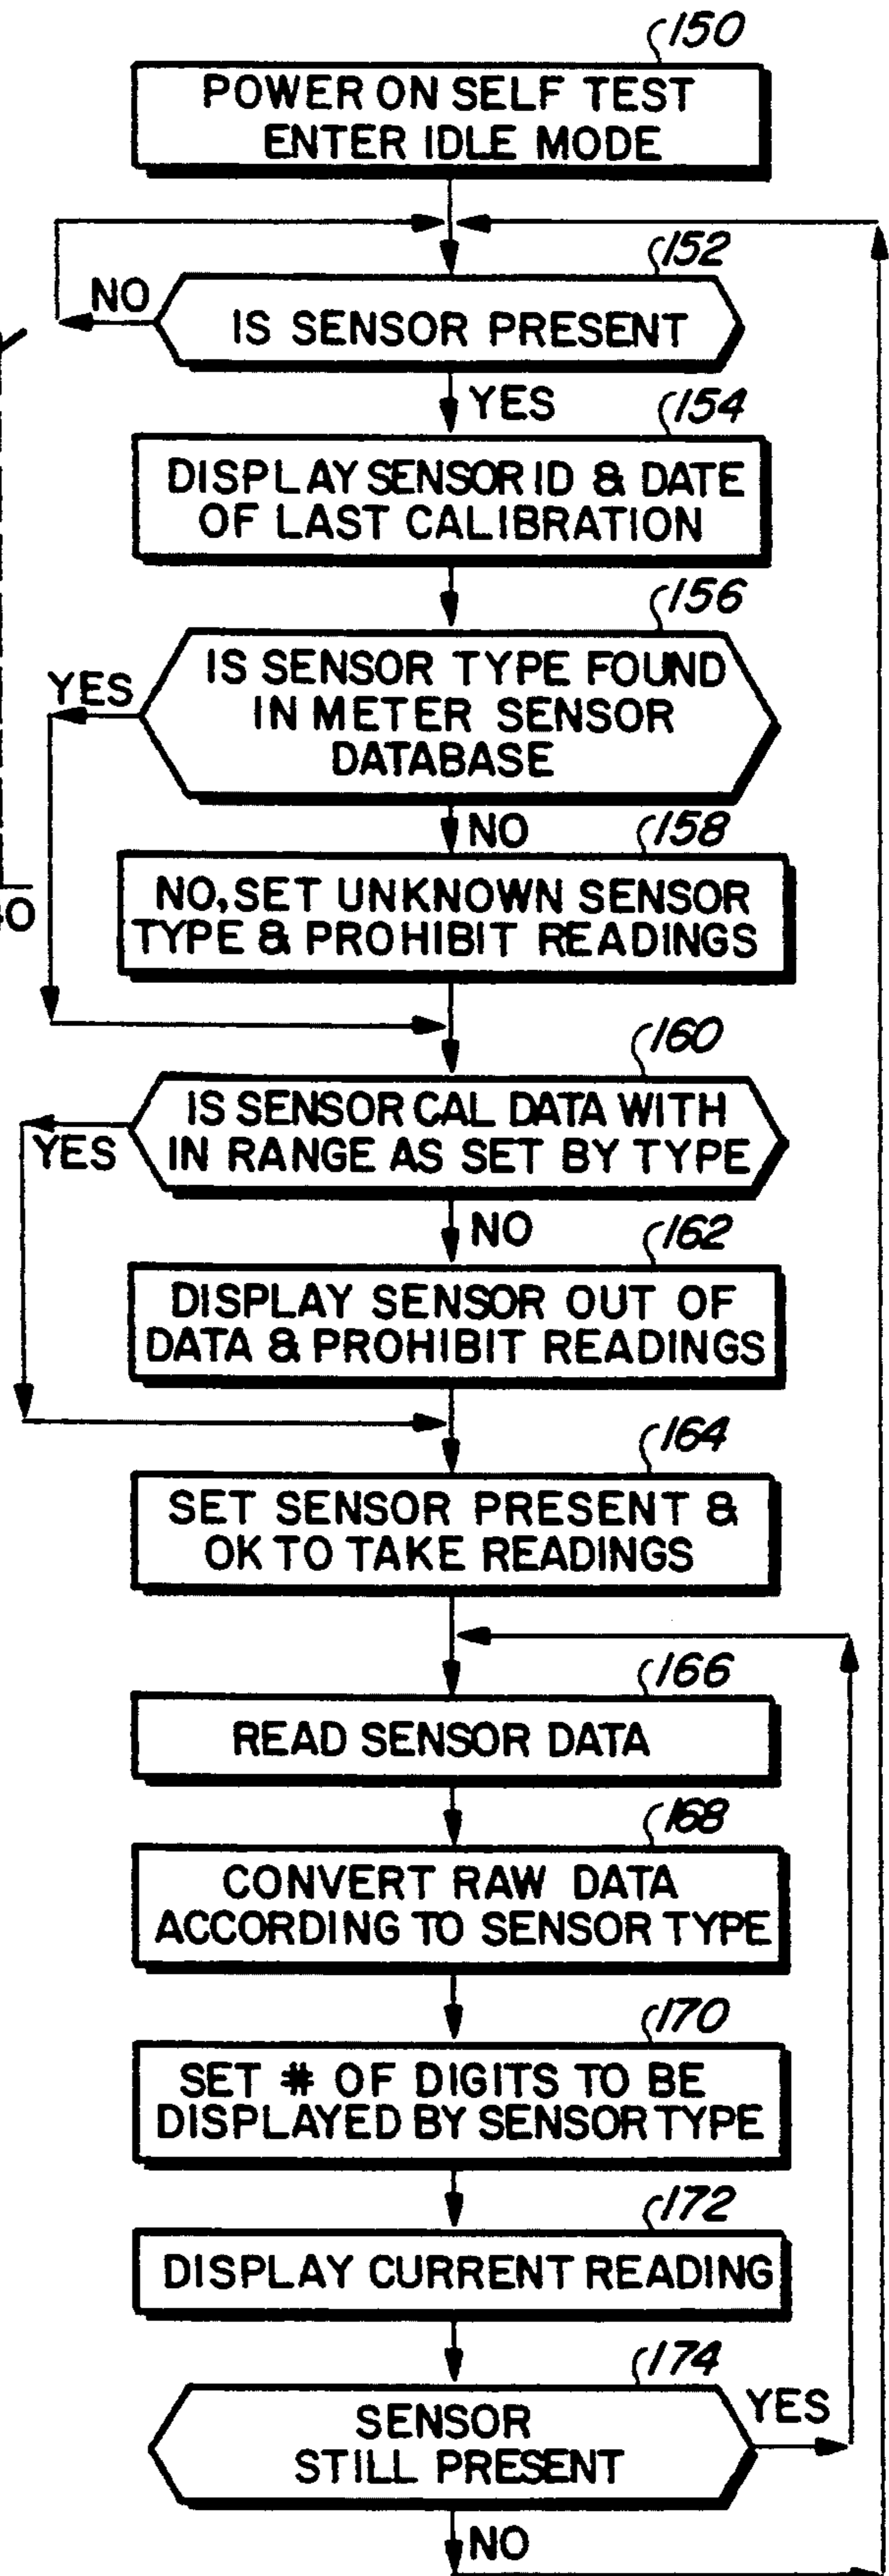 150
POWER ON SELF TEST
ENTER IDLE MODE
152
NO
IS SENSOR PRESENT
YES
154
DISPLAY SENSOR ID & DATE
OF LAST CALIBRATION
156
YES
IS SENSOR TYPE FOUND
IN METER SENSOR
DATABASE
NO
158
NO, SET UNKNOWN SENSOR
TYPE & PROHIBIT READINGS
160
YES
IS SENSOR CAL DATA WITH
IN RANGE AS SET BY TYPE
NO
162
DISPLAY SENSOR OUT OF
DATA & PROHIBIT READINGS
164
SET SENSOR PRESENT &
OK TO TAKE READINGS
166
READ SENSOR DATA
168
CONVERT RAW DATA
ACCORDING TO SENSOR TYPE
170
SET # OF DIGITS TO BE
DISPLAYED BY SENSOR TYPE
172
DISPLAY CURRENT READING
174
SENSOR
STILL PRESENT
YES
NO